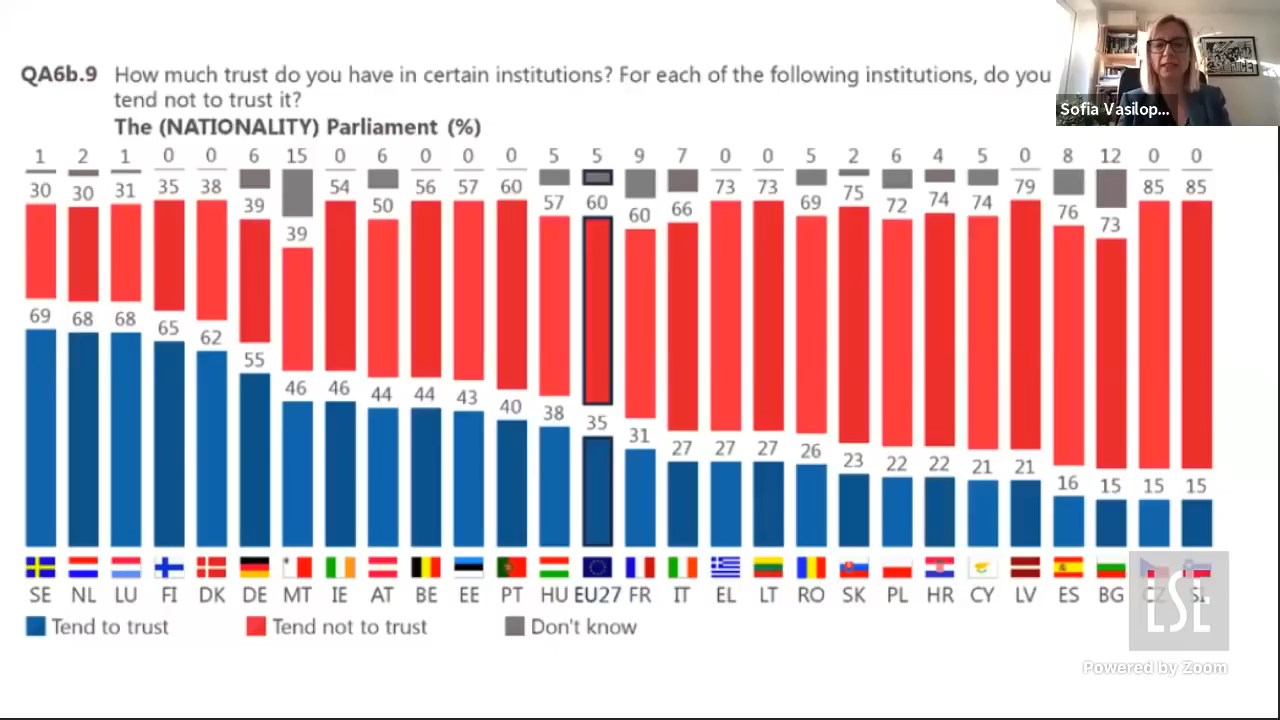 QA6b.9 How much trust do you have in certain institutions? For each of the following institutions, do you
tend not to trust it?
The (NATIONALITY) Parliament (%)
Sofia Vasilop...
1 2 1 0 0 6 15 0 6 0 0 0 5 5 9 7 0 0 5 2 6 4 5 0 8 12 0 0
30 30 31 35 38 39 39 54 50 56 57 60 57 60 60 66 73 73 69 75 72 74 74 79 76 73 85 85
69 68 68 65 62 55 46 46 44 44 43 40 38 35 31 27 27 27 26 23 22 22 21 21 16 15 15 15
SE NL LU FI DK DE MT IE AT BE EE PT HU EU27 FR IT EL LT RO SK PL HR CY LV ES BG CZ
Tend to trust Tend not to trust Don't know
LSE
Powered by Zoom